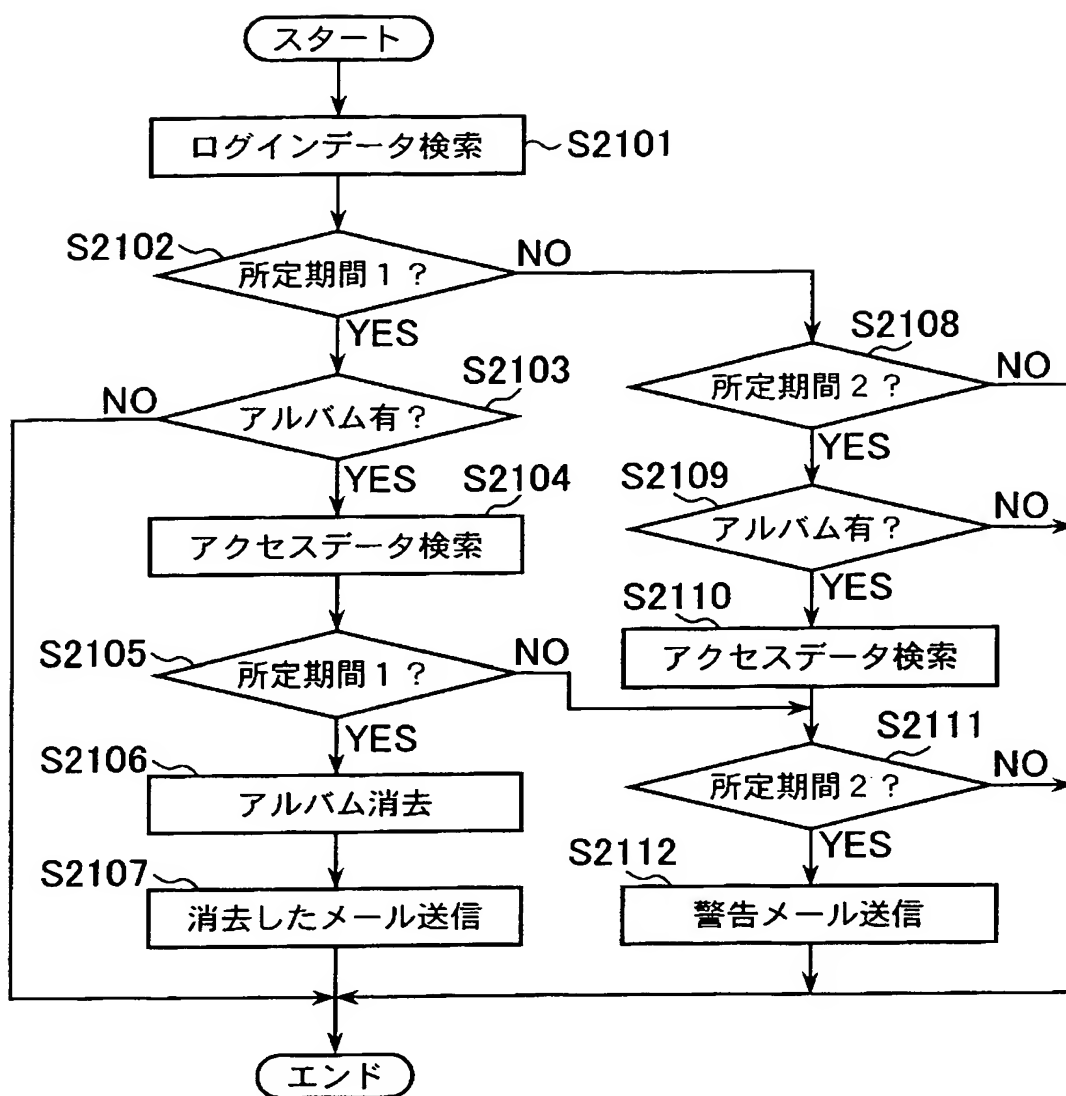 スタート
ログインデータ検索
S2101
S2102
所定期間1?
NO
YES
S2103
NO
アルバム有?
YES
S2104
アクセスデータ検索
S2105
所定期間1?
NO
YES
S2106
アルバム消去
S2107
消去したメール送信
S2108
所定期間2?
NO
YES
S2109
アルバム有?
NO
YES
S2110
アクセスデータ検索
S2111
所定期間2?
NO
YES
S2112
警告メール送信
エンド